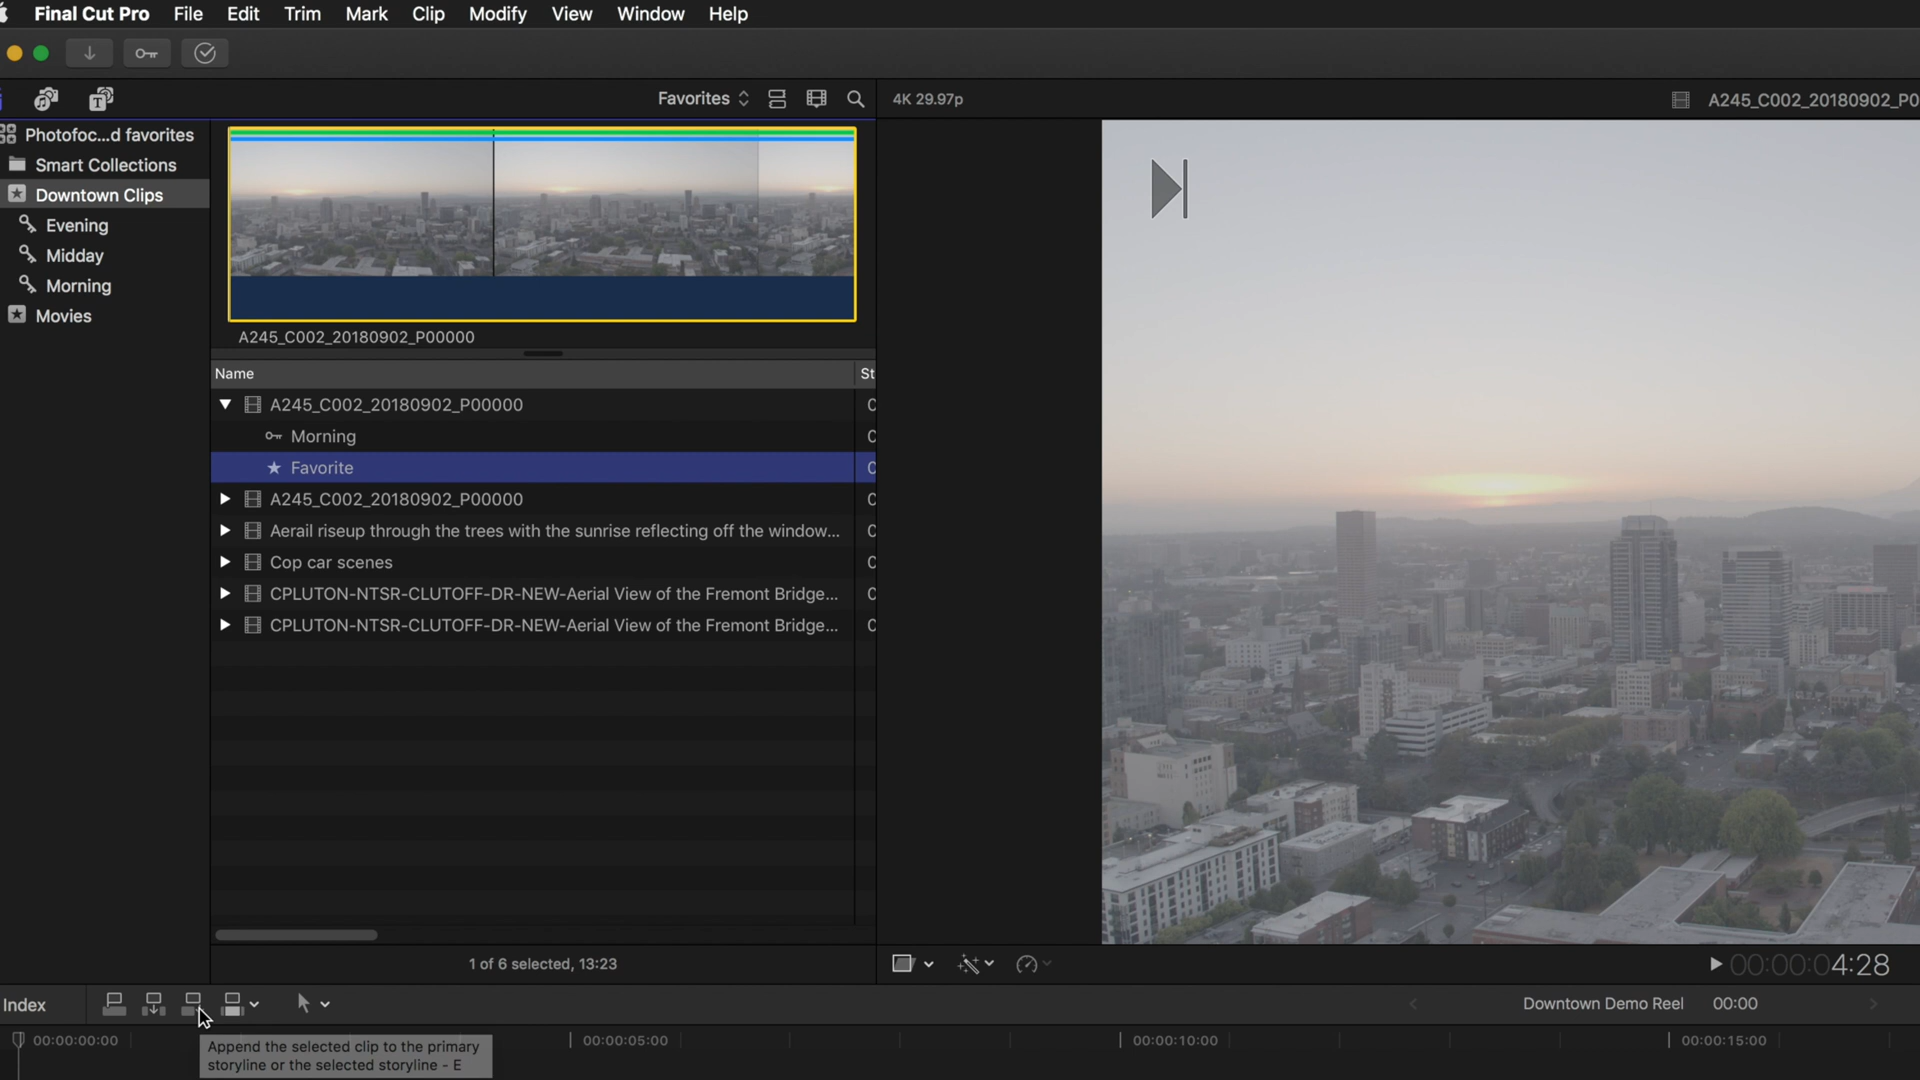 Final Cut Pro File Edit Trim Mark Clip Modify View Window Help
Favorites
4K 29.97p
A245_C002_20180902_P0
Photofoc...d favorites
Smart Collections
Downtown Clips
Evening
Midday
Morning
Movies
A245_C002_20180902_P00000
Name
St
A245_C002_20180902_P00000
Morning
Favorite
A245_C002_20180902_P00000
Aerail riseup through the trees with the sunrise reflecting off the window...
Cop car scenes
CPLUTON-NTSR-CLUTOFF-DR-NEW-Aerial View of the Fremont Bridge...
CPLUTON-NTSR-CLUTOFF-DR-NEW-Aerial View of the Fremont Bridge...
1 of 6 selected, 13:23
00:00:04:28
Index
Downtown Demo Reel 00:00
00:00:00:00
00:00:05:00
00:00:10:00
00:00:15:00
Append the selected clip to the primary
storyline or the selected storyline - E